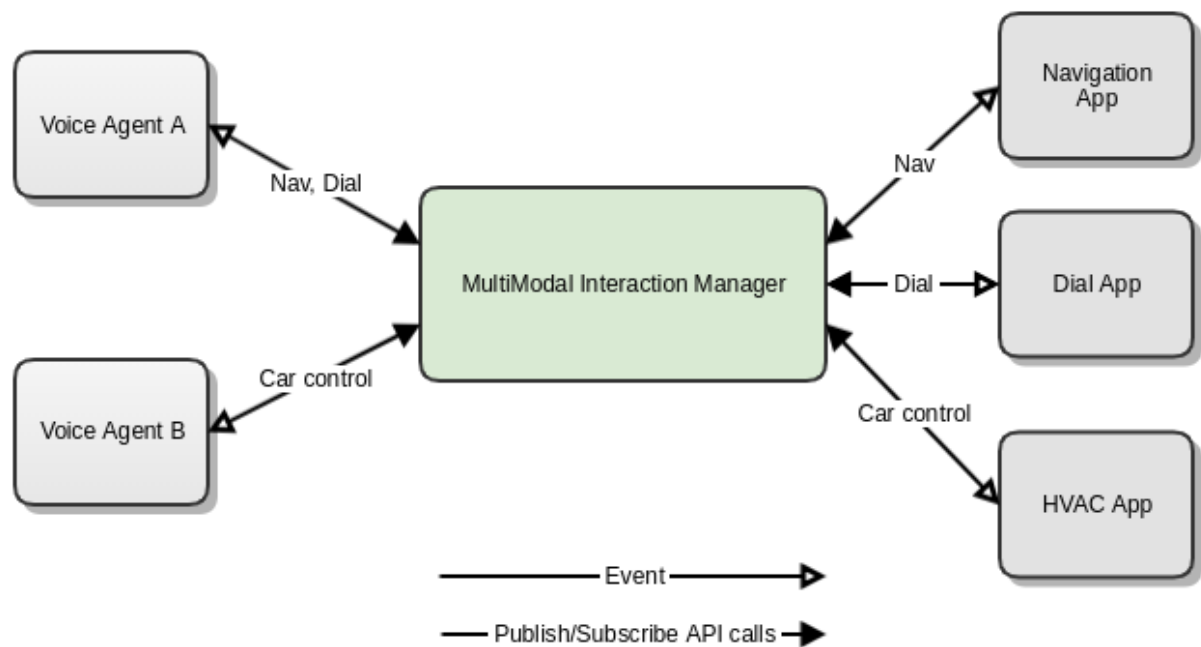 Voice Agent A
Nav, Dial
Voice Agent B
Car control
MultiModal Interaction Manager
Nav
Dial
Car control
Navigation
App
Dial App
HVAC App
Event
Publish/Subscribe API calls